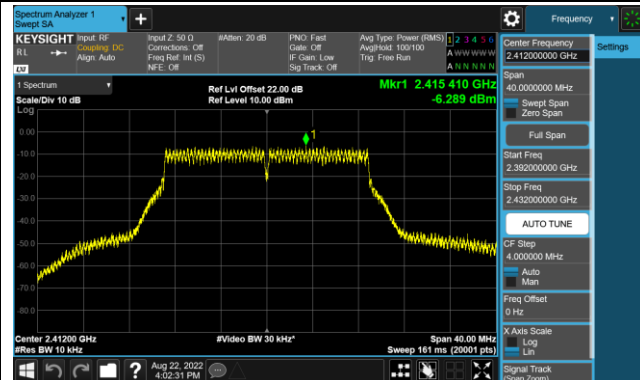 Spectrum Analyzer 1
Swept SA
Frequency
KEYSIGHT
RL
LXI
Input: RF
Coupling: DC
Align: Auto
Input Z: 50 Ω
Corrections: Off
Freq Ref: Int (S)
NFE: Off
#Atten: 20 dB
PNO: Fast
Gate: Off
IF Gain: Low
Sig Track: Off
Avg Type: Power (RMS)
Avg|Hold: 100/100
Trig: Free Run
1 2 3 4 5 6
A W W W W W
A N N N N N
1 Spectrum
Scale/Div 10 dB
Log
Ref Lvl Offset 22.00 dB
Ref Level 10.00 dBm
Mkr1 2.415 410 GHz
-6.289 dBm
1
0.00
-10.0
-20.0
-30.0
-40.0
-50.0
-60.0
-70.0
-80.0
Center 2.41200 GHz
#Res BW 10 kHz
#Video BW 30 kHz*
Span 40.00 MHz
Sweep 161 ms (20001 pts)
Aug 22, 2022
4:02:31 PM
Center Frequency
2.412000000 GHz
Span
40.0000000 MHz
Swept Span
Zero Span
Full Span
Start Freq
2.392000000 GHz
Stop Freq
2.432000000 GHz
AUTO TUNE
CF Step
4.000000 MHz
Auto
Man
Freq Offset
0 Hz
X Axis Scale
Log
Lin
Signal Track
(Span Zoom)
Settings